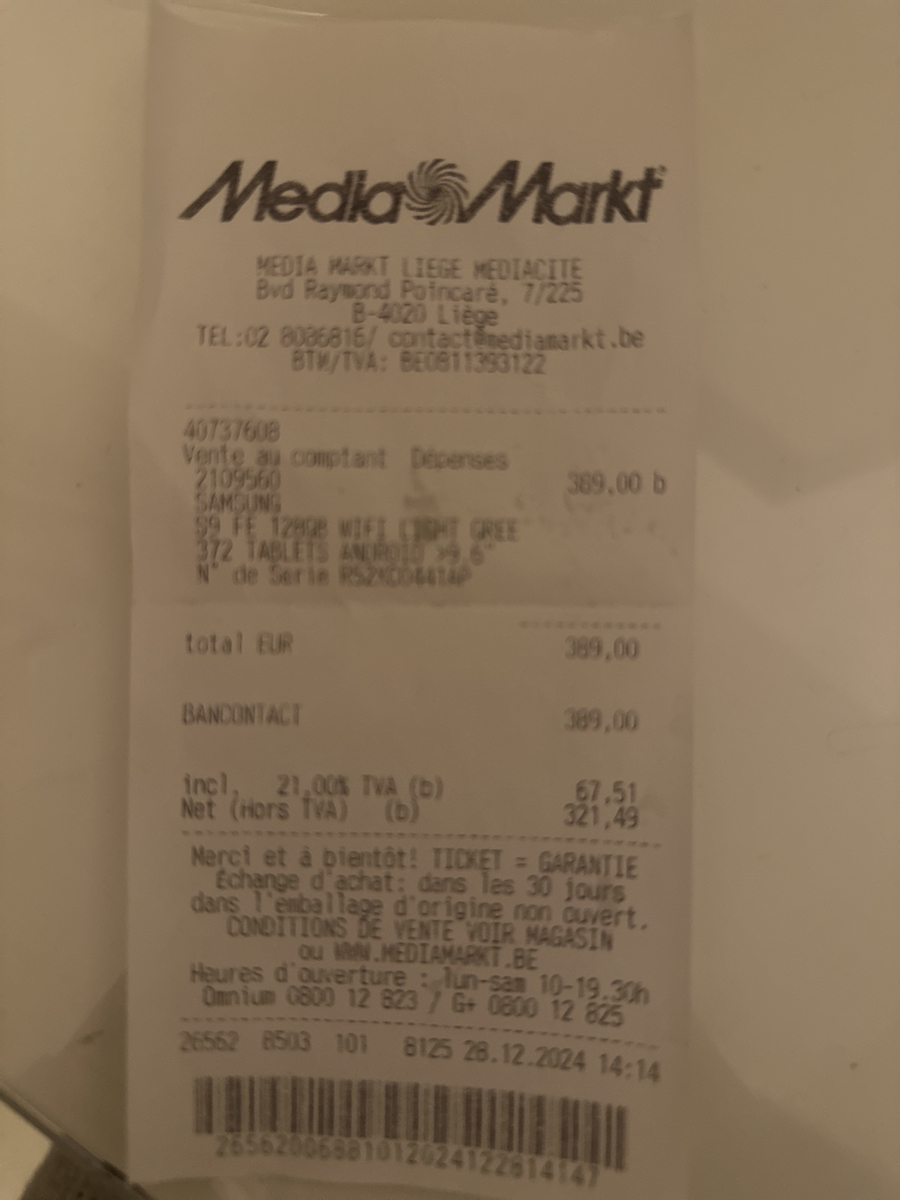 Media Markt
MEDIA MARKT LIEGE MEDIACITE
Bvd Raymond Poincaré, 7/225
B-4020 Liège
TEL:02 8086816/ contact@mediamarkt.be
BTW/TVA: BE0811393122
40737608
Vente au comptant Dépenses
2109560 389.00 b
SAMSUNG
S9 FE 128GB WIFI LIGHT GREE
372 TABLETS ANDROID >9,6"
N° de Serie
total EUR 389,00
BANCONTACT 389,00
incl. 21,00% TVA (b) 67,51
Net (Hors TVA) (b) 321,49
Merci et à bientôt! TICKET = GARANTIE
Echange d'achat: dans les 30 jours
dans l'emballage d'origine non ouvert.
CONDITIONS DE VENTE VOIR MAGASIN
ou WWW.MEDIAMARKT.BE
Heures d'ouverture : lun-sam 10-19.30h
Omnium 0800 12 823 / G+ 0800 12 825
26562 101 8125 28.12.2024 14:14